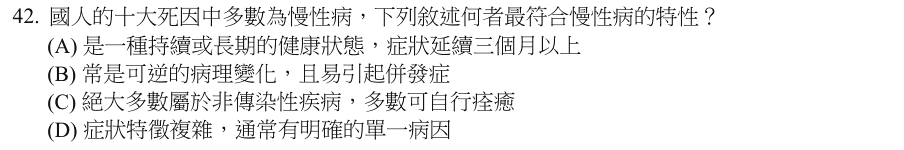 42. 國人的十大死因中多數為慢性病，下列敘述何者最符合慢性病的特性？
(A) 是一種持續或長期的健康狀態，症狀延續三個月以上
(B) 常是可逆的病理變化，且易引起併發症
(C) 絕大多數屬於非傳染性疾病，多數可自行痊癒
(D) 症狀特徵複雜，通常有明確的單一病因